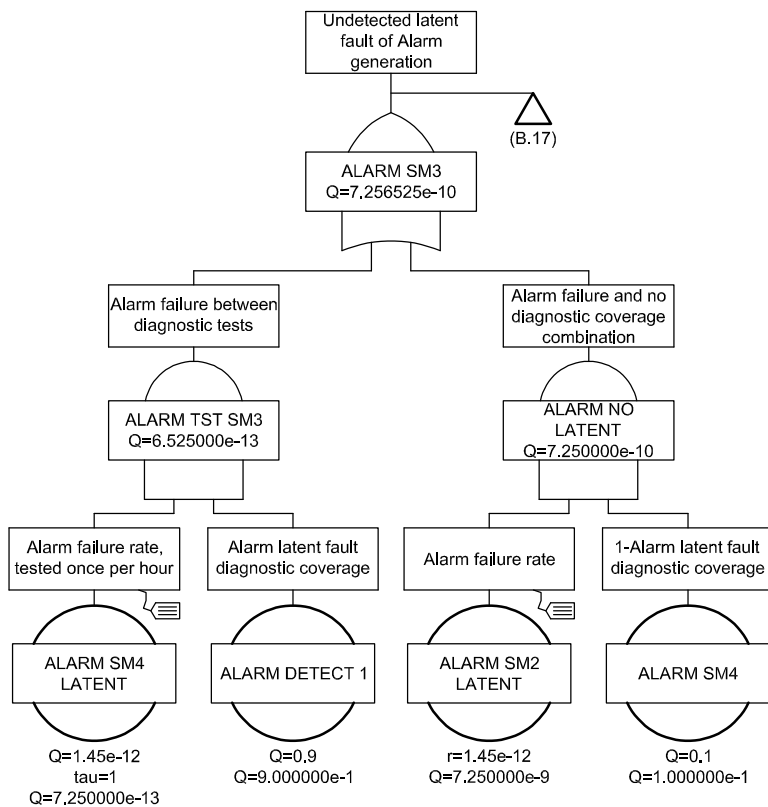 Undetected latent
fault of Alarm
generation
(B.17)
ALARM SM3
Q=7,256525e-10
Alarm failure between
diagnostic tests
Alarm failure and no
diagnostic coverage
combination
ALARM TST SM3
Q=6.525000e-13
ALARM NO
LATENT
Q=7.250000e-10
Alarm failure rate,
tested once per hour
Alarm latent fault
diagnostic coverage
Alarm failure rate
1-Alarm latent fault
diagnostic coverage
ALARM SM4
LATENT
ALARM DETECT 1
ALARM SM2
LATENT
ALARM SM4
Q=1.45e-12
tau=1
Q=7,250000e-13
Q=0.9
Q=9.000000e-1
r=1.45e-12
Q=7,250000e-9
Q=0.1
Q=1.000000e-1